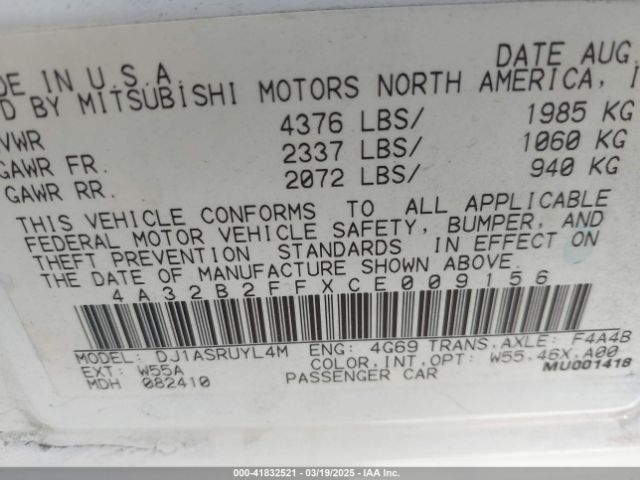 DATE AUG.
DE IN U.S.A.
D BY MITSUBISHI MOTORS NORTH AMERICA, I
VWR 4376 LBS/ 1985 KG
GAWR FR. 2337 LBS/ 1060 KG
GAWR RR. 2072 LBS/ 940 KG
THIS VEHICLE CONFORMS TO ALL APPLICABLE
FEDERAL MOTOR VEHICLE SAFETY, BUMPER, AND
THEFT PREVENTION STANDARDS IN EFFECT ON
THE DATE OF MANUFACTURE SHOWN ABOVE.
4A32B2FFXCE009156
MODEL: DJ1ASRUYL4M ENG: 4G69 TRANS.AXLE: F4A4B
EXT: W55A COLOR.INT.OPT: W55.46X.A00
MDH 082410 PASSENGER CAR MU001418
000-41832521 - 03/19/2025 - IAA Inc.